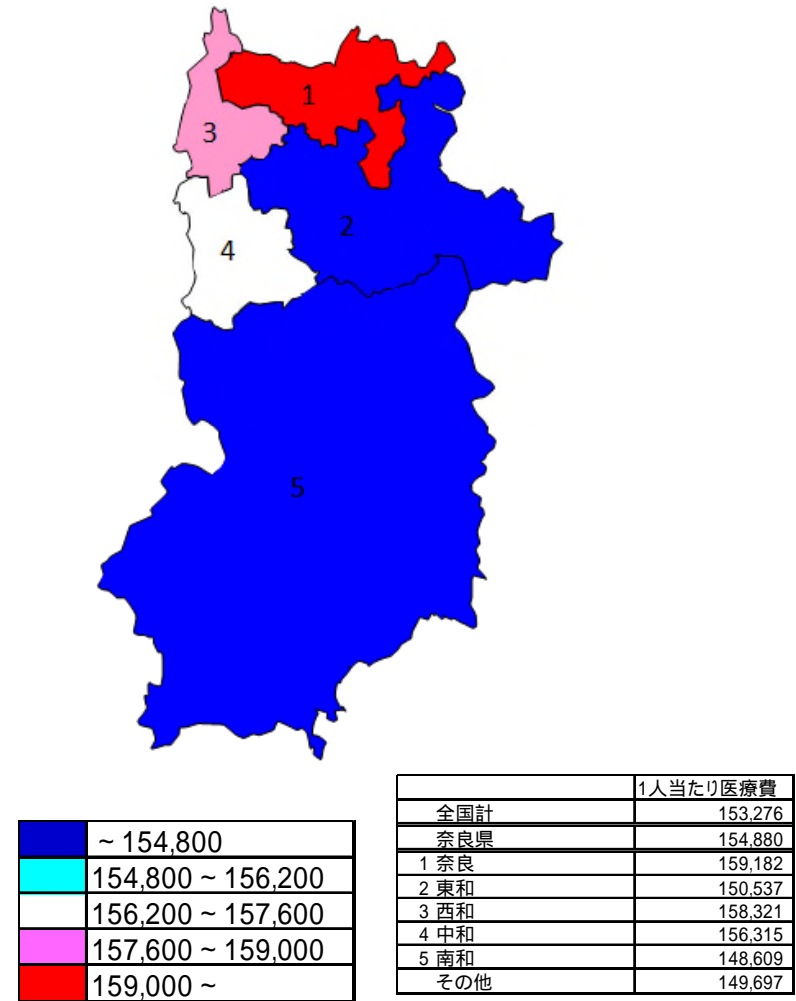 1
3
2
4
5
~ 154,800
154,800 ~ 156,200
156,200 ~ 157,600
157,600 ~ 159,000
159,000 ~
1人当たり医療費
全国計 153,276
奈良県 154,880
1 奈良 159,182
2 東和 150,537
3 西和 158,321
4 中和 156,315
5 南和 148,609
その他 149,697